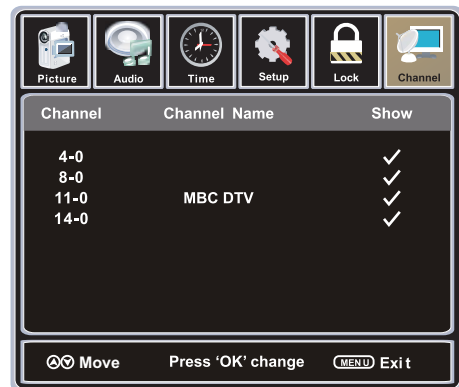 Picture Audio Time Setup Lock Channel
Channel Channel Name Show
4-0
8-0
11-0 MBC DTV
14-0
Move Press ‘OK’ change MENU Exit